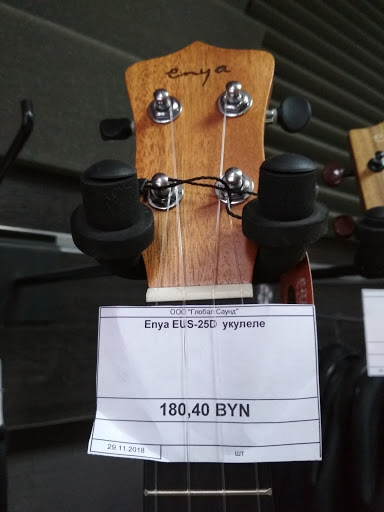 enya
ООО "Глобал Саунд"
Enya EUS-25D укулеле
180,40 BYN
29.11.2018 шт